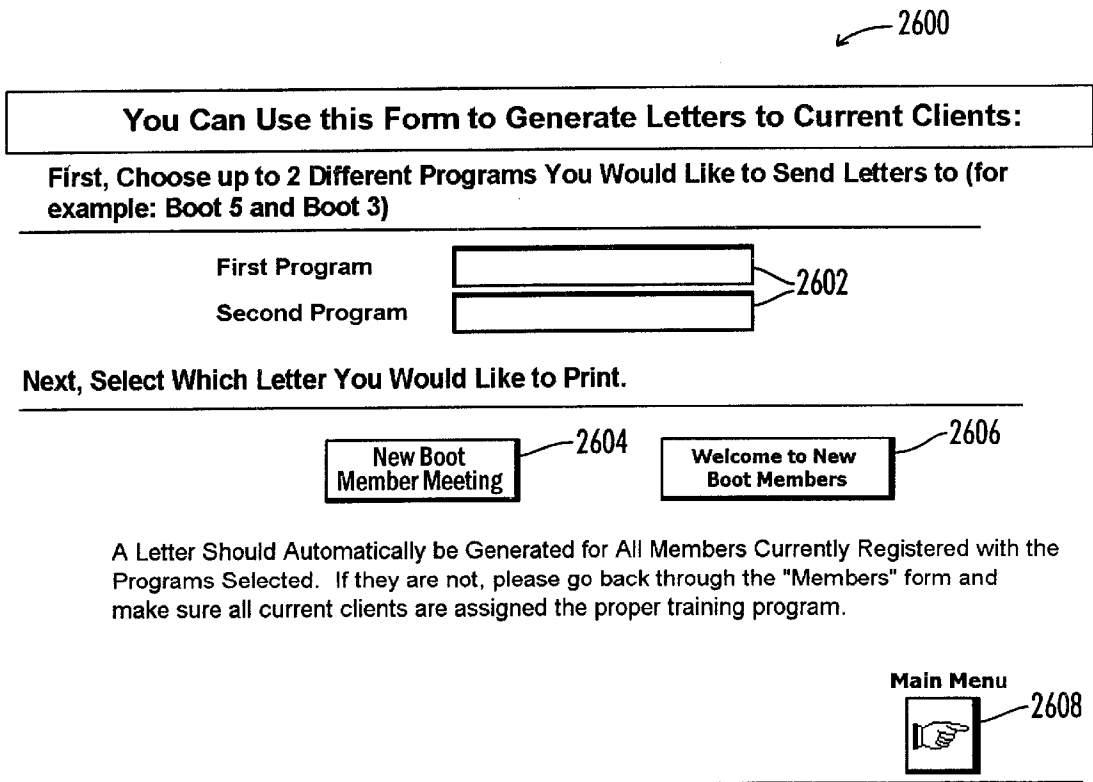 2600
You Can Use this Form to Generate Letters to Current Clients:
First, Choose up to 2 Different Programs You Would Like to Send Letters to (for
example: Boot 5 and Boot 3)
First Program
2602
Second Program
Next, Select Which Letter You Would Like to Print.
New Boot
Member Meeting
2604
Welcome to New
Boot Members
2606
A Letter Should Automatically be Generated for All Members Currently Registered with the
Programs Selected.  If they are not, please go back through the "Members" form and
make sure all current clients are assigned the proper training program.
Main Menu
2608